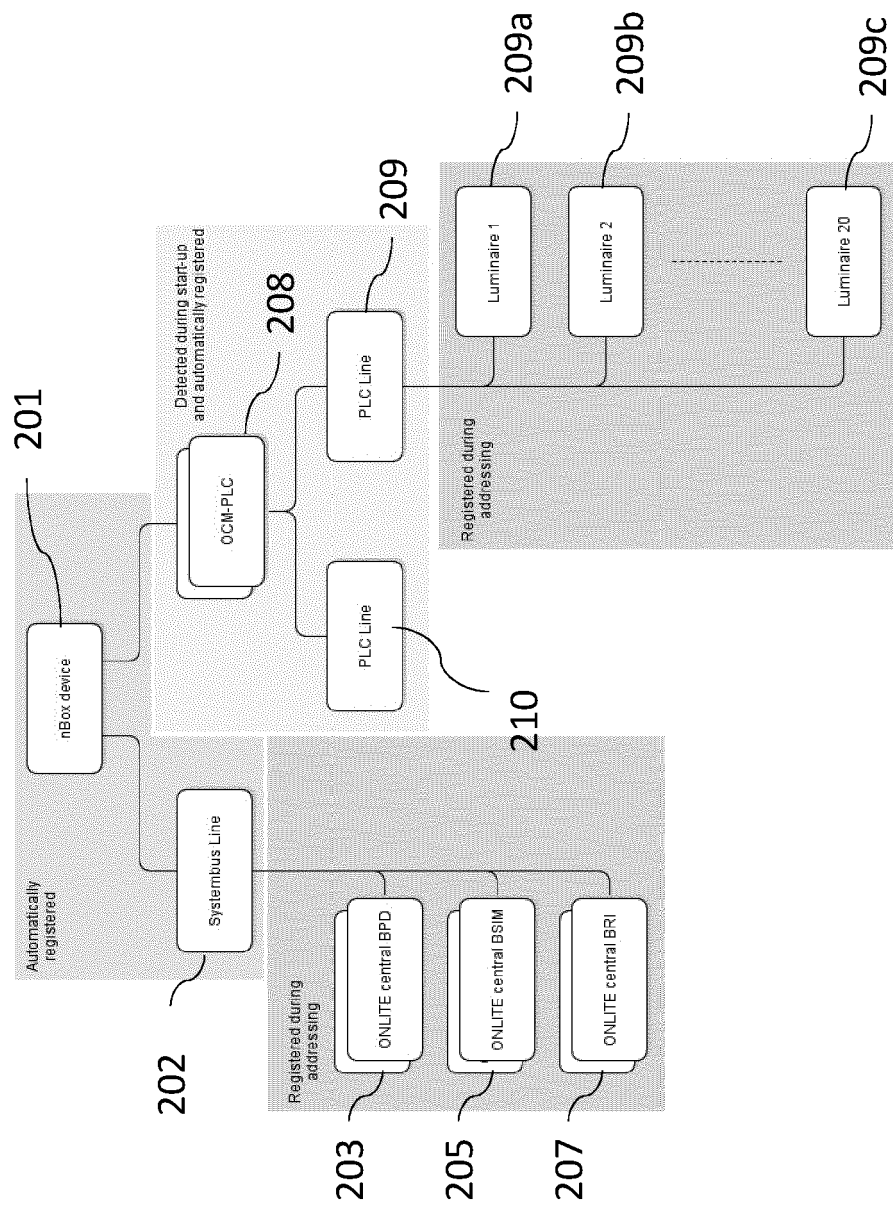 201
nBox device
Automatically
registered
Systembus Line
202
Detected during start-up
and automatically registered
OCM-PLC
208
PLC Line
209
PLC Line
210
Registered during
addressing
ONLITE central BPD
203
ONLITE central BSIM
205
ONLITE central BRI
207
Registered during
addressing
Luminaire 1
209a
Luminaire 2
209b
Luminaire 20
209c